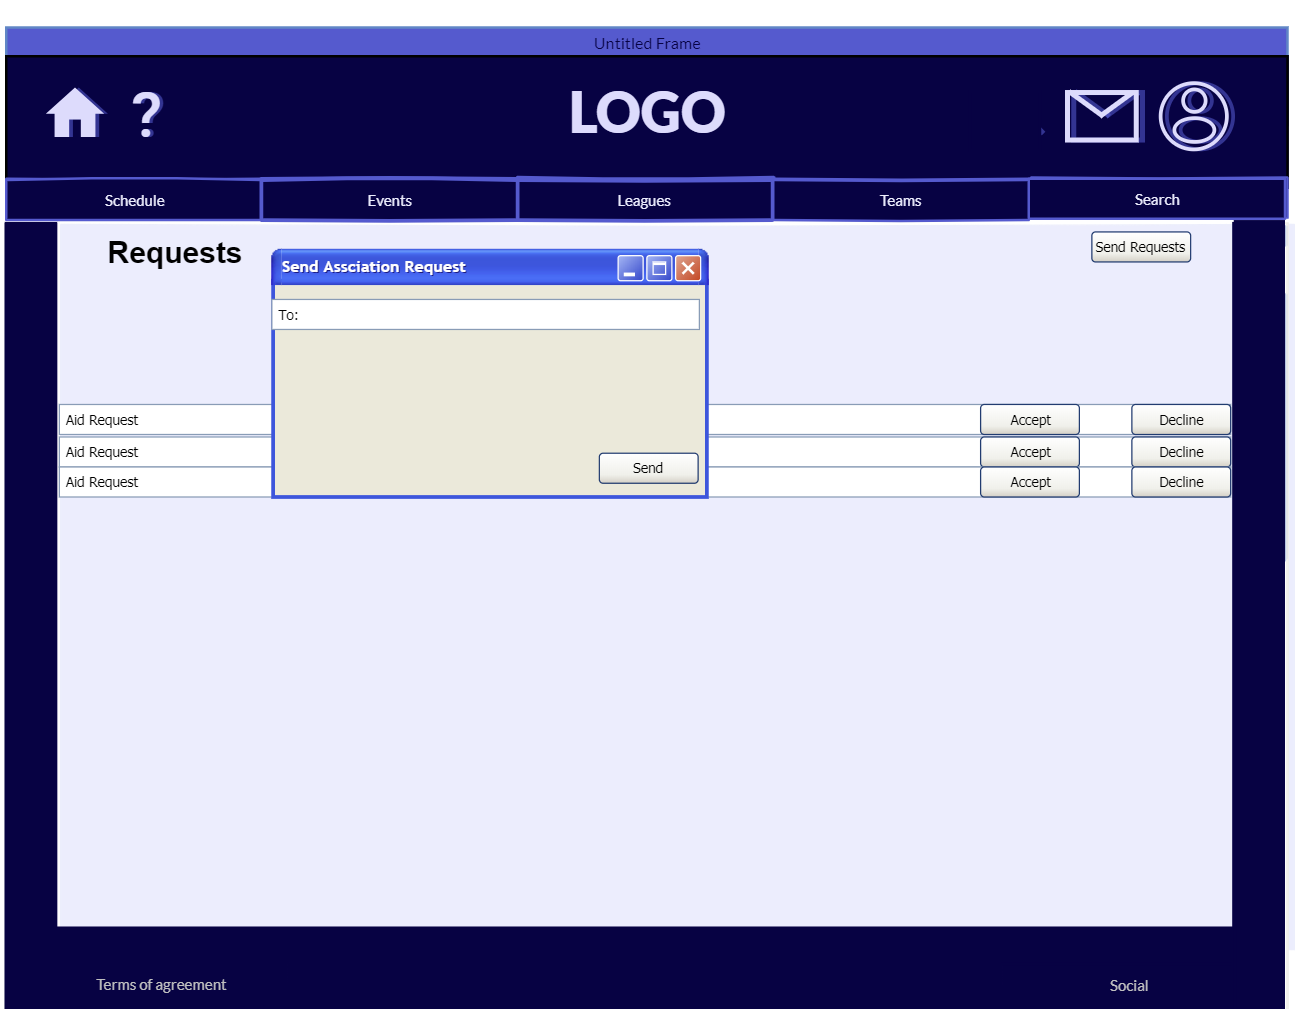 Untitled Frame
?
LOGO
Schedule Events Leagues Teams Search
Requests
Send Requests
Send Assciation Request
To:
Aid Request Accept Decline
Aid Request Accept Decline
Send
Aid Request Accept Decline
Terms of agreement Social